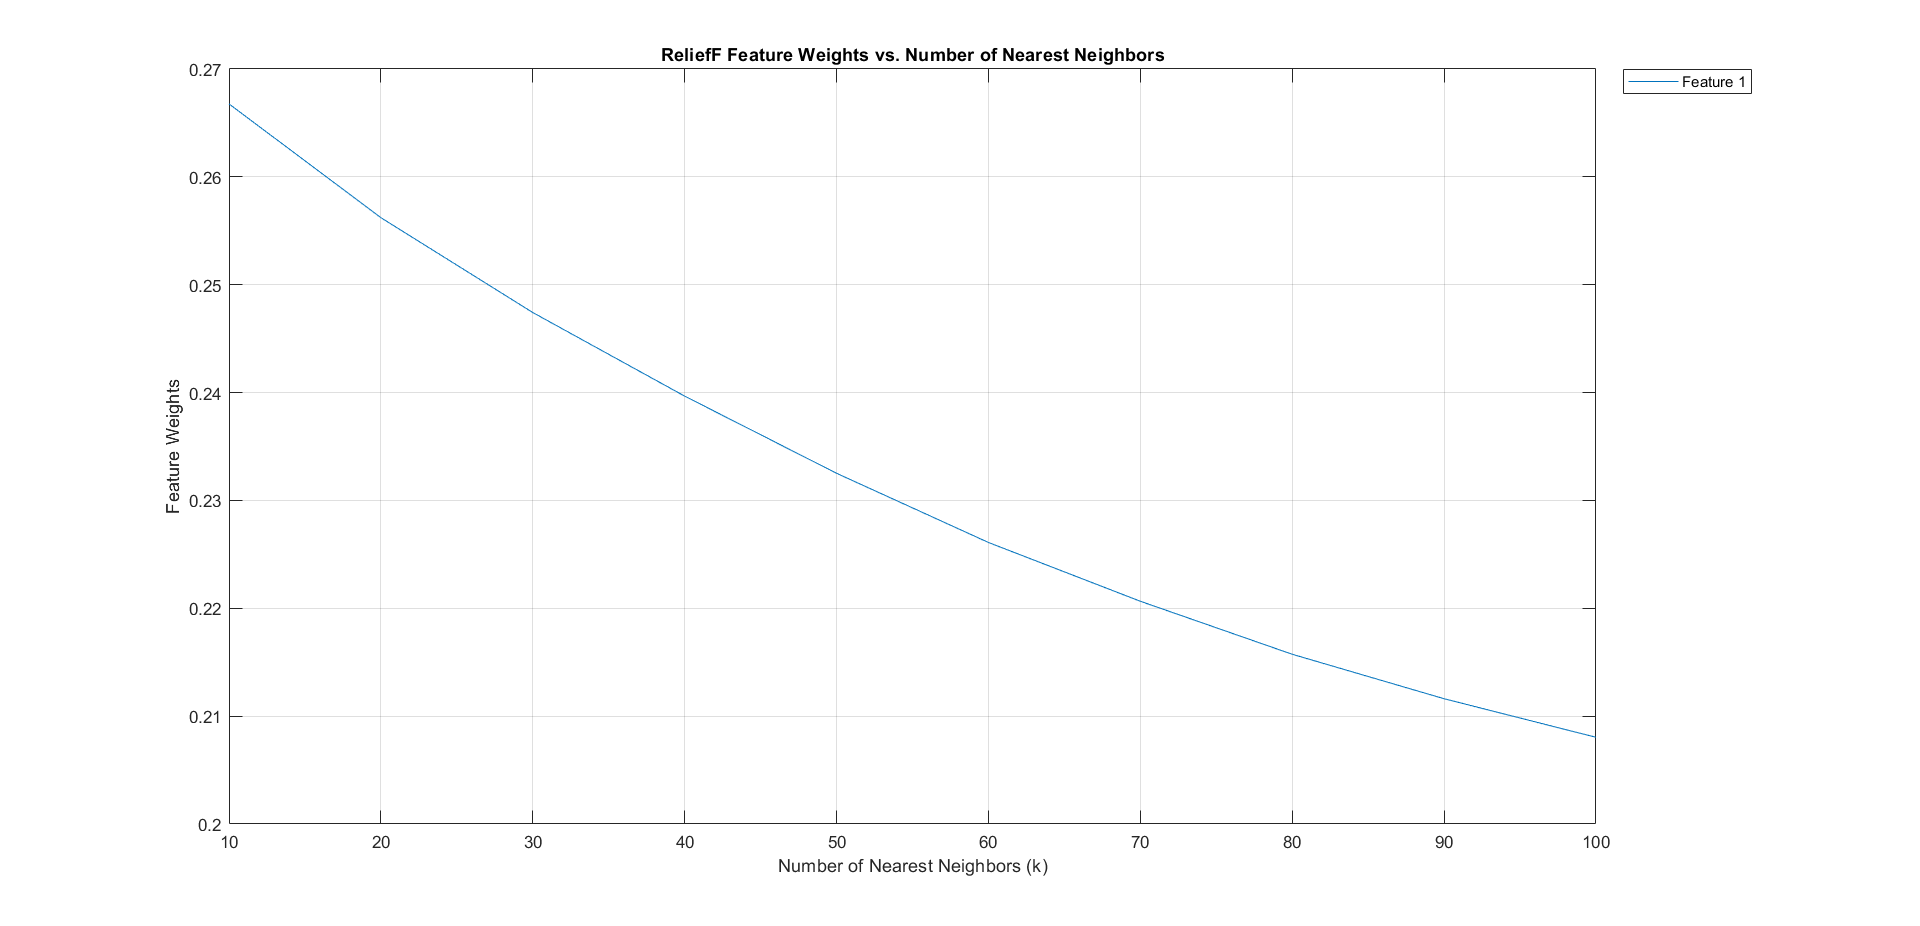 ReliefF Feature Weights vs. Number of Nearest Neighbors
Feature 1
Feature Weights
0.27
0.26
0.25
0.24
0.23
0.22
0.21
0.2
10 20 30 40 50 60 70 80 90 100
Number of Nearest Neighbors (k)